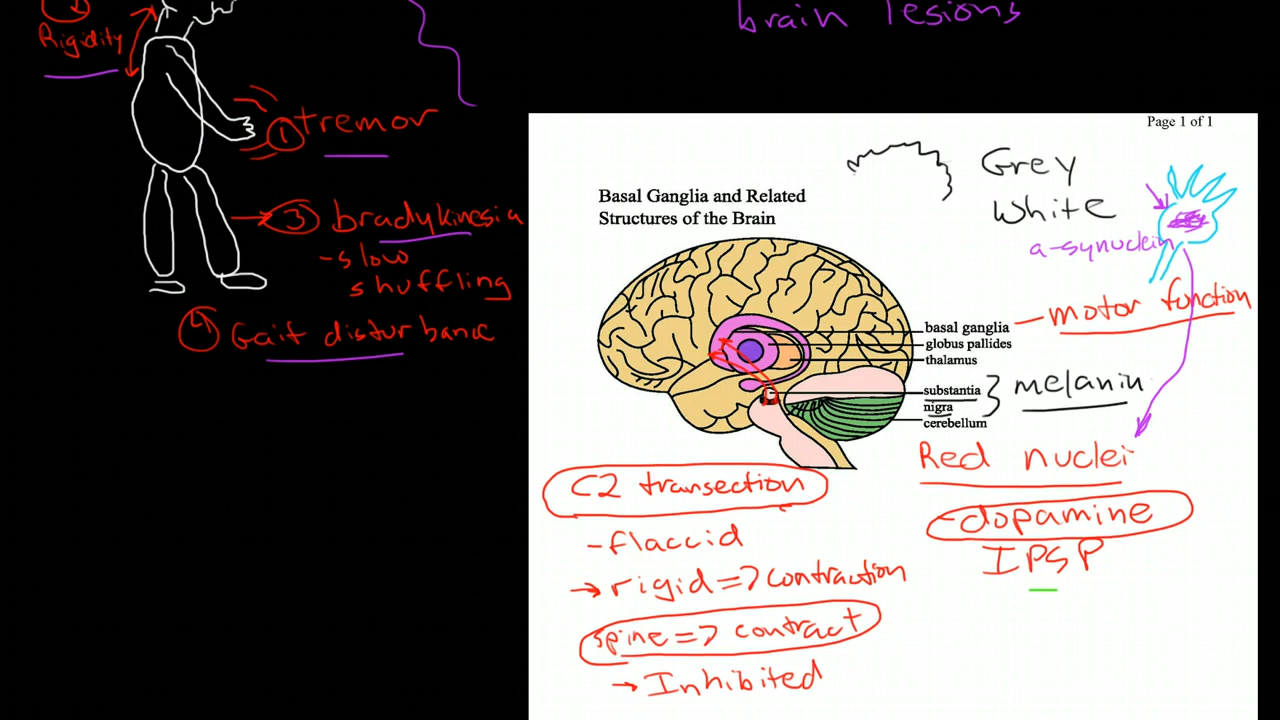 brain lesions
Rigidity
① tremor
③ bradykinesia
-slow
shuffling
④ Gait disturbance
Page 1 of 1
Grey
White
a-synuclein
Basal Ganglia and Related
Structures of the Brain
basal ganglia
globus pallides
thalamus
substantia
nigra
cerebellum
motor function
melanin
Red nuclei
-dopamine
IPSP
C2 transection
-flaccid
→ rigid => contraction
spine => contract
→ Inhibited